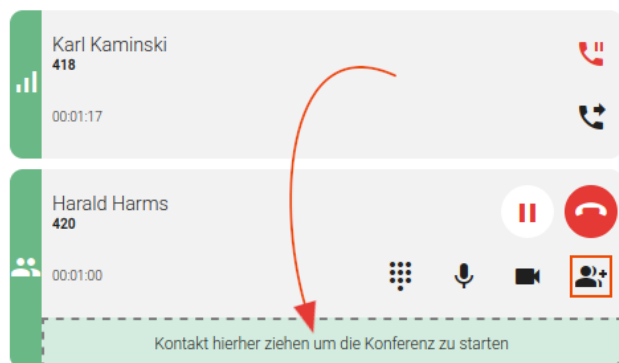 Karl Kaminski
418
00:01:17
Harald Harms
420
00:01:00
Kontakt hierher ziehen um die Konferenz zu starten